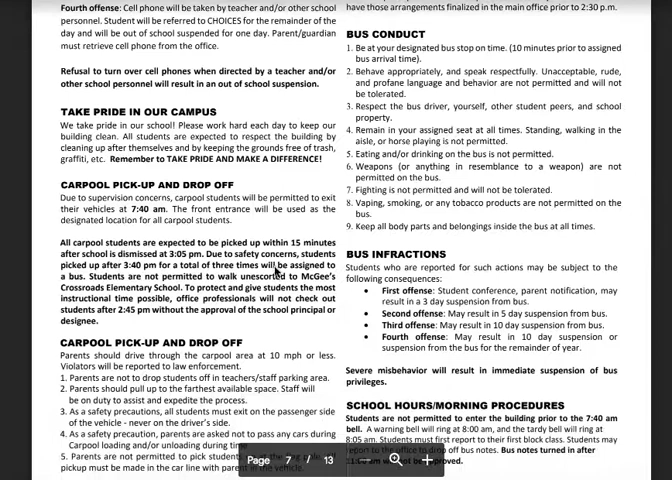 Fourth offense: Cell phone will be taken by teacher and/or other school
personnel. Student will be referred to CHOICES for the remainder of the
day and will be out of school suspended for one day. Parent/guardian
must retrieve cell phone from the office.
Refusal to turn over cell phones when directed by a teacher and/or
other school personnel will result in an out of school suspension.
TAKE PRIDE IN OUR CAMPUS
We take pride in our school! Please work hard each day to keep our
building clean. All students are expected to respect the building by
cleaning up after themselves and by keeping the grounds free of trash,
graffiti, etc. Remember to TAKE PRIDE AND MAKE A DIFFERENCE!
CARPOOL PICK-UP AND DROP OFF
Due to supervision concerns, carpool students will be permitted to exit
their vehicles at 7:40 am. The front entrance will be used as the
designated location for all carpool students.
All carpool students are expected to be picked up within 15 minutes
after school is dismissed at 3:05 pm. Due to safety concerns, students
picked up after 3:40 pm for a total of three times will be assigned to
a bus. Students are not permitted to walk unescorted to McGee's
Crossroads Elementary School. To protect and give students the most
instructional time possible, office professionals will not check out
students after 2:45 pm without the approval of the school principal or
designee.
CARPOOL PICK-UP AND DROP OFF
Parents should drive through the carpool area at 10 mph or less.
Violators will be reported to law enforcement.
1. Parents are not to drop students off in teachers/staff parking area.
2. Parents should pull up to the farthest available space. Staff will
be on duty to assist and expedite the process.
3. As a safety precautions, all students must exit on the passenger side
of the vehicle - never on the driver's side.
4. As a safety precaution, parents are asked not to pass any cars during
Carpool loading and/or unloading during time
5. Parents are not permitted to pick students
pickup must be made in the car line with parent in the vehicle.
have those arrangements finalized in the main office prior to 2:30 p.m.
BUS CONDUCT
1. Be at your designated bus stop on time. (10 minutes prior to assigned
bus arrival time).
2. Behave appropriately, and speak respectfully. Unacceptable, rude,
and profane language and behavior are not permitted and will not
be tolerated.
3. Respect the bus driver, yourself, other student peers, and school
property.
4. Remain in your assigned seat at all times. Standing, walking in the
aisle, or horse playing is not permitted.
5. Eating and/or drinking on the bus is not permitted.
6. Weapons (or anything in resemblance to a weapon) are not
permitted on the bus.
7. Fighting is not permitted and will not be tolerated.
8. Vaping, smoking, or any tobacco products are not permitted on the
bus.
9. Keep all body parts and belongings inside the bus at all times.
BUS INFRACTIONS
Students who are reported for such actions may be subject to the
following consequences:
• First offense: Student conference, parent notification, may
result in a 3 day suspension from bus.
• Second offense: May result in 5 day suspension from bus.
• Third offense: May result in 10 day suspension from bus.
• Fourth offense: May result in 10 day suspension or
suspension from the bus for the remainder of year.
Severe misbehavior will result in immediate suspension of bus
privileges.
SCHOOL HOURS/MORNING PROCEDURES
Students are not permitted to enter the building prior to the 7:40 am
bell. A warning bell will ring at 8:00 am, and the tardy bell will ring at
8:05 am. Students must first report to their first block class. Students may
report to the office to drop off bus notes. Bus notes turned in after
11:00 am will not be approved.
Page 7 / 13